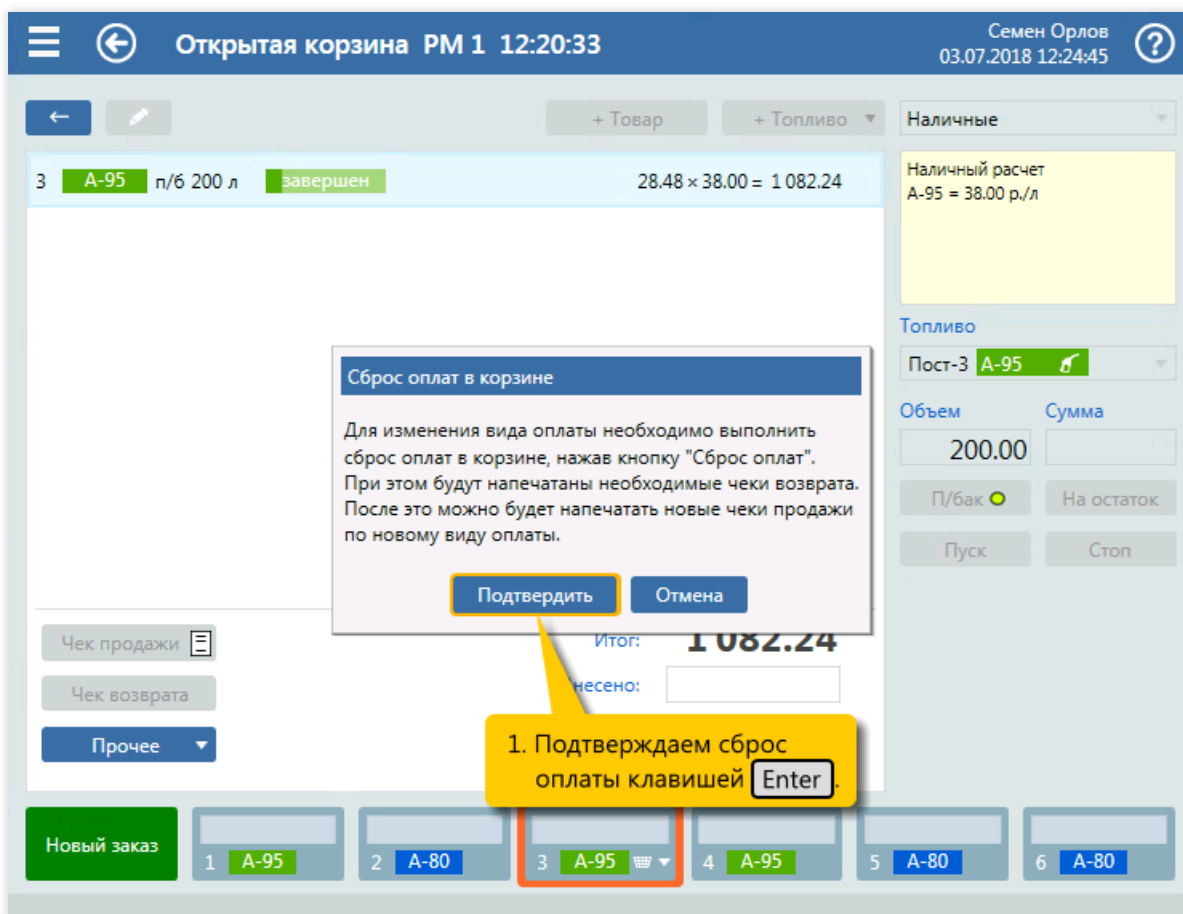 Открытая корзина РМ 1 12:20:33
Семен Орлов
03.07.2018 12:24:45
+ Товар
+ Топливо
Наличные
3 А-95 п/б 200 л завершен 28.48 × 38.00 = 1 082.24
Наличный расчет
А-95 = 38.00 р./л
Топливо
Пост-3 А-95
Объем Сумма
200.00
П/бак На остаток
Пуск Стоп
Сброс оплат в корзине
Для изменения вида оплаты необходимо выполнить
сброс оплат в корзине, нажав кнопку "Сброс оплат".
При этом будут напечатаны необходимые чеки возврата.
После это можно будет напечатать новые чеки продажи
по новому виду оплаты.
Подтвердить Отмена
Чек продажи
Итог: 1 082.24
Чек возврата
несено:
Прочее
1. Подтверждаем сброс
оплаты клавишей Enter.
Новый заказ
1 А-95
2 А-80
3 А-95
4 А-95
5 А-80
6 А-80